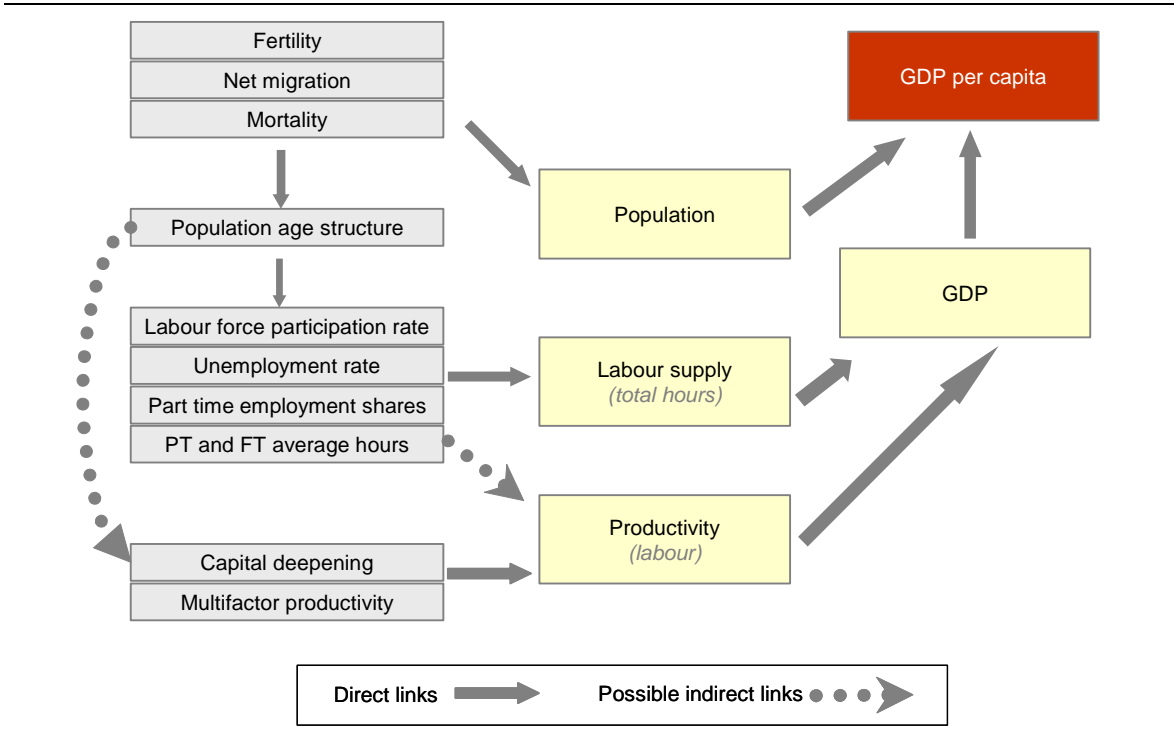 Fertility
Net migration
Mortality
GDP per capita
Population age structure
Population
GDP
Labour force participation rate
Unemployment rate
Part time employment shares
PT and FT average hours
Labour supply
(total hours)
Productivity
(labour)
Capital deepening
Multifactor productivity
Direct links
Possible indirect links